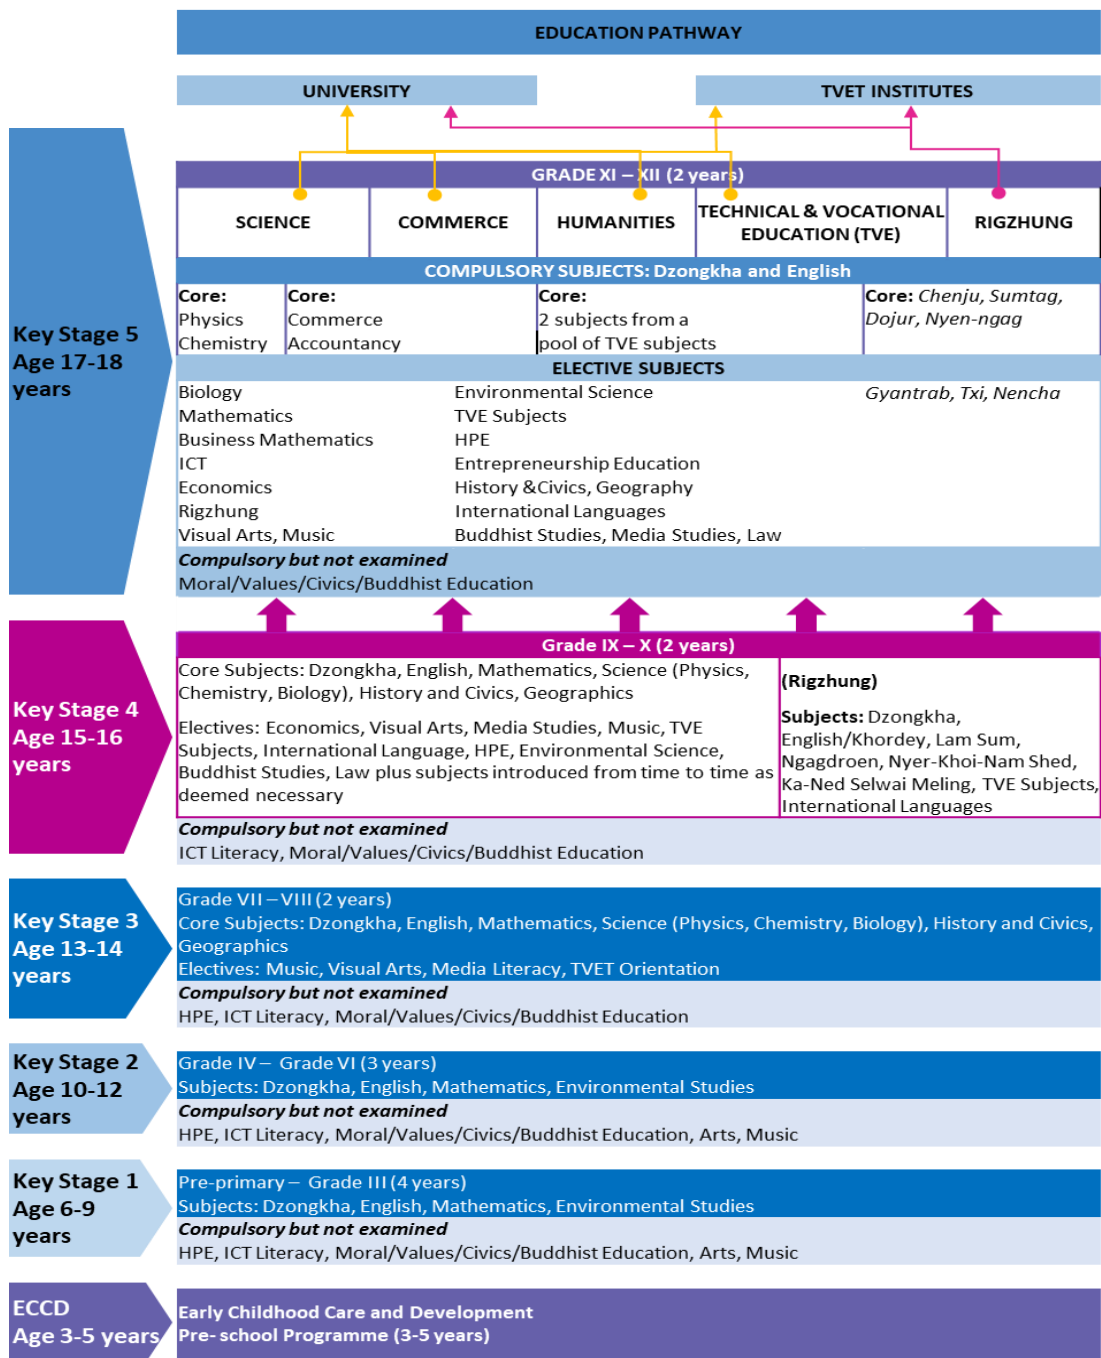 EDUCATION PATHWAY
UNIVERSITY
TVET INSTITUTES
GRADE XI – XII (2 years)
SCIENCE
COMMERCE
HUMANITIES
TECHNICAL & VOCATIONAL
EDUCATION (TVE)
RIGZHUNG
COMPULSORY SUBJECTS: Dzongkha and English
Core:
Physics
Chemistry
Core:
Commerce
Accountancy
Core:
2 subjects from a
pool of TVE subjects
Core: Chenju, Sumtag,
Dojur, Nyen-ngag
Key Stage 5
Age 17-18
years
ELECTIVE SUBJECTS
Biology
Mathematics
Business Mathematics
ICT
Economics
Rigzhung
Visual Arts, Music
Environmental Science
TVE Subjects
HPE
Entrepreneurship Education
History &Civics, Geography
International Languages
Buddhist Studies, Media Studies, Law
Gyantrab, Txi, Nencha
Compulsory but not examined
Moral/Values/Civics/Buddhist Education
Key Stage 4
Age 15-16
years
Grade IX – X (2 years)
Core Subjects: Dzongkha, English, Mathematics, Science (Physics,
Chemistry, Biology), History and Civics, Geographics
Electives: Economics, Visual Arts, Media Studies, Music, TVE
Subjects, International Language, HPE, Environmental Science,
Buddhist Studies, Law plus subjects introduced from time to time as
deemed necessary
(Rigzhung)
Subjects: Dzongkha,
English/Khordey, Lam Sum,
Ngagdroen, Nyer-Khoi-Nam Shed,
Ka-Ned Selwai Meling, TVE Subjects,
International Languages
Compulsory but not examined
ICT Literacy, Moral/Values/Civics/Buddhist Education
Key Stage 3
Age 13-14
years
Grade VII – VIII (2 years)
Core Subjects: Dzongkha, English, Mathematics, Science (Physics, Chemistry, Biology), History and Civics,
Geographics
Electives: Music, Visual Arts, Media Literacy, TVET Orientation
Compulsory but not examined
HPE, ICT Literacy, Moral/Values/Civics/Buddhist Education
Key Stage 2
Age 10-12
years
Grade IV – Grade VI (3 years)
Subjects: Dzongkha, English, Mathematics, Environmental Studies
Compulsory but not examined
HPE, ICT Literacy, Moral/Values/Civics/Buddhist Education, Arts, Music
Key Stage 1
Age 6-9
years
Pre-primary – Grade III (4 years)
Subjects: Dzongkha, English, Mathematics, Environmental Studies
Compulsory but not examined
HPE, ICT Literacy, Moral/Values/Civics/Buddhist Education, Arts, Music
ECCD
Age 3-5 years
Early Childhood Care and Development
Pre- school Programme (3-5 years)